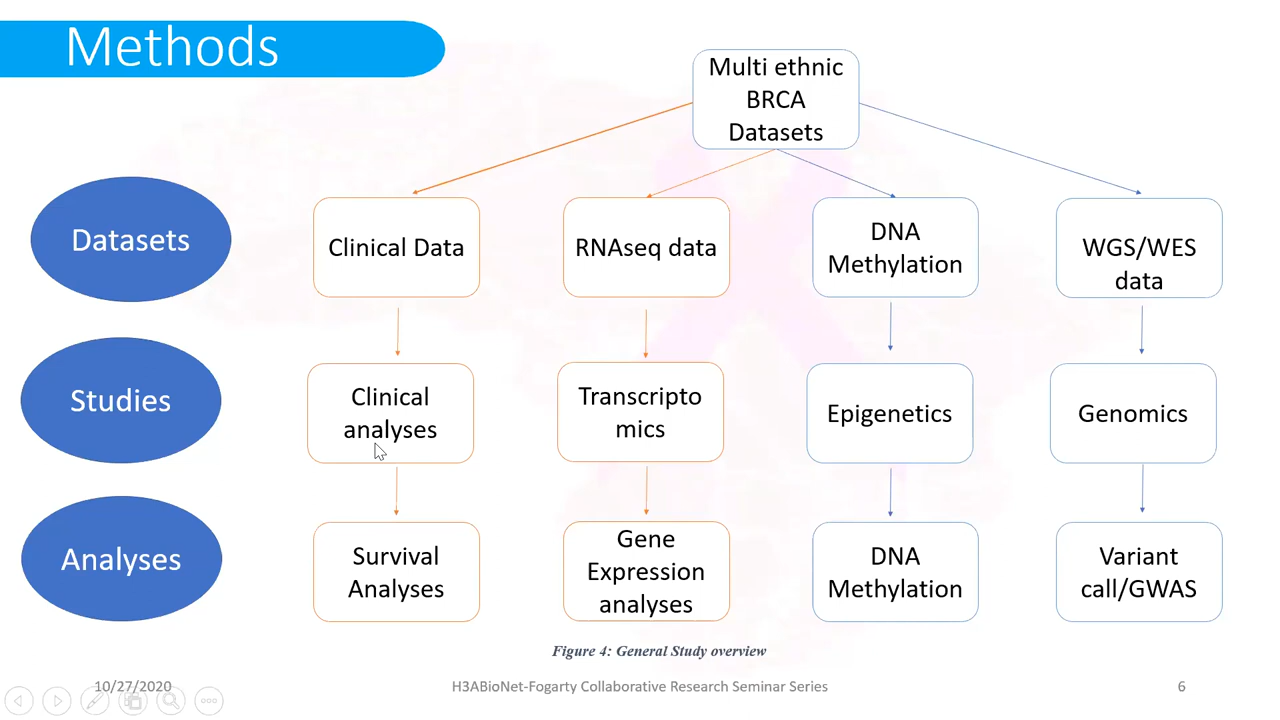 Methods
Multi ethnic
BRCA
Datasets
Datasets
Clinical Data
RNAseq data
DNA
Methylation
WGS/WES
data
Studies
Clinical
analyses
Transcripto
mics
Epigenetics
Genomics
Analyses
Survival
Analyses
Gene
Expression
analyses
DNA
Methylation
Variant
call/GWAS
Figure 4: General Study overview
10/27/2020
H3ABioNet-Fogarty Collaborative Research Seminar Series
6